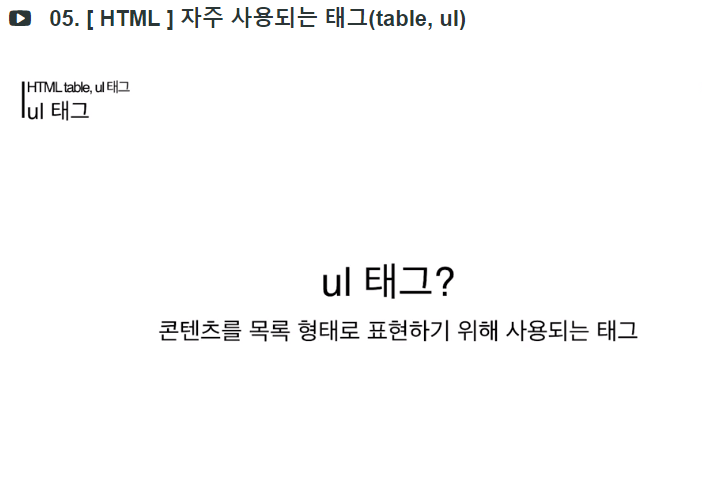 05. [ HTML ] 자주 사용되는 태그(table, ul)
HTML table, ul 태그
ul 태그
ul 태그?
콘텐츠를 목록 형태로 표현하기 위해 사용되는 태그